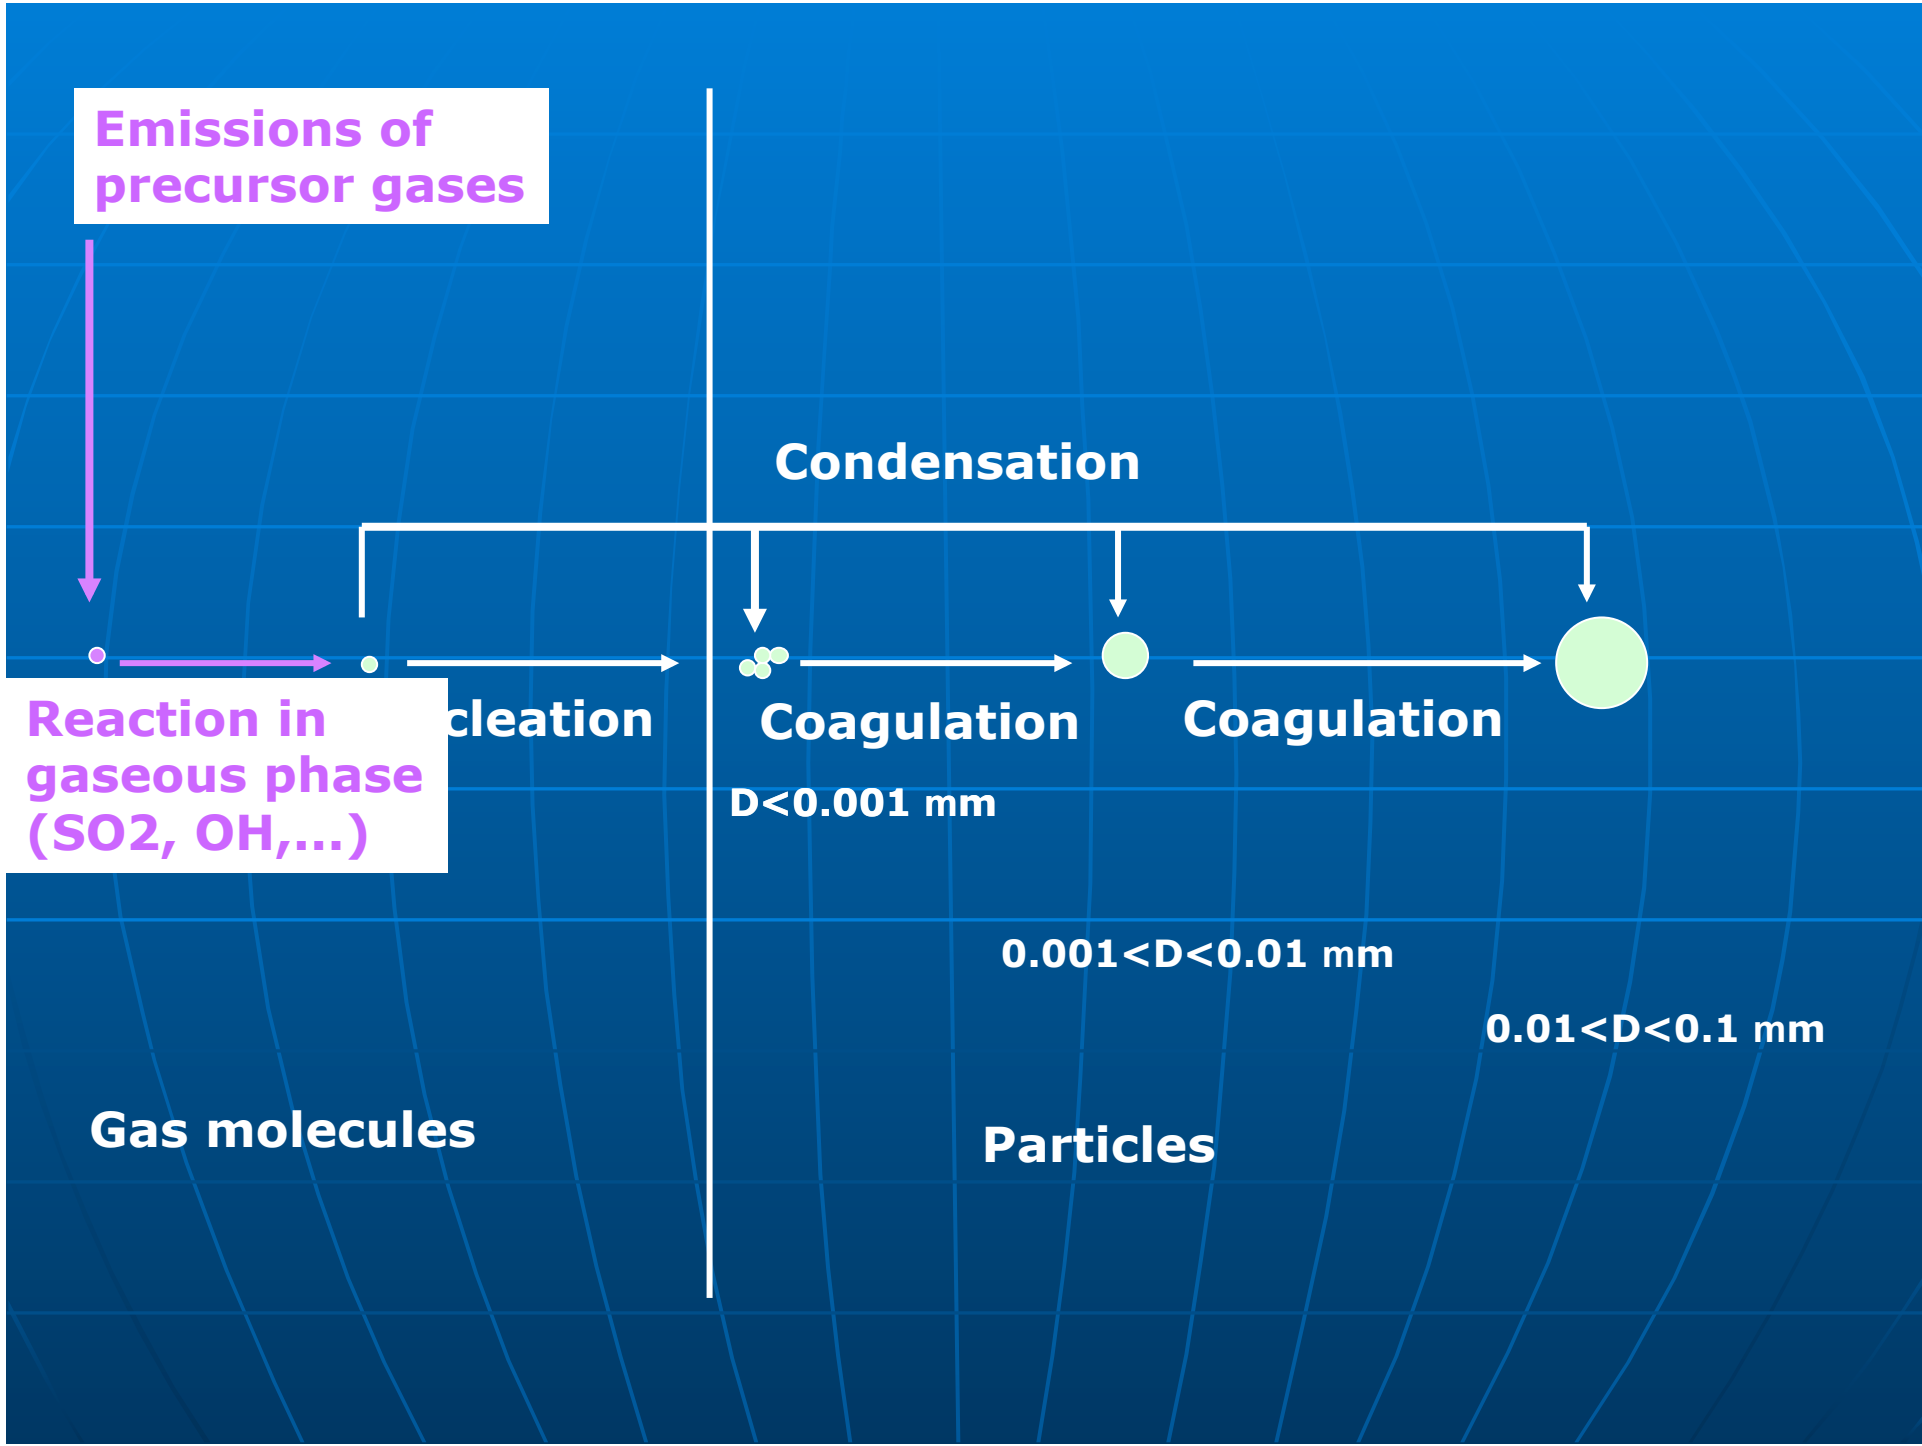 Emissions of
precursor gases
Condensation
Reaction in
gaseous phase
(SO2, OH,...)
cleation
Coagulation
Coagulation
D<0.001 mm
0.001<D<0.01 mm
0.01<D<0.1 mm
Gas molecules
Particles